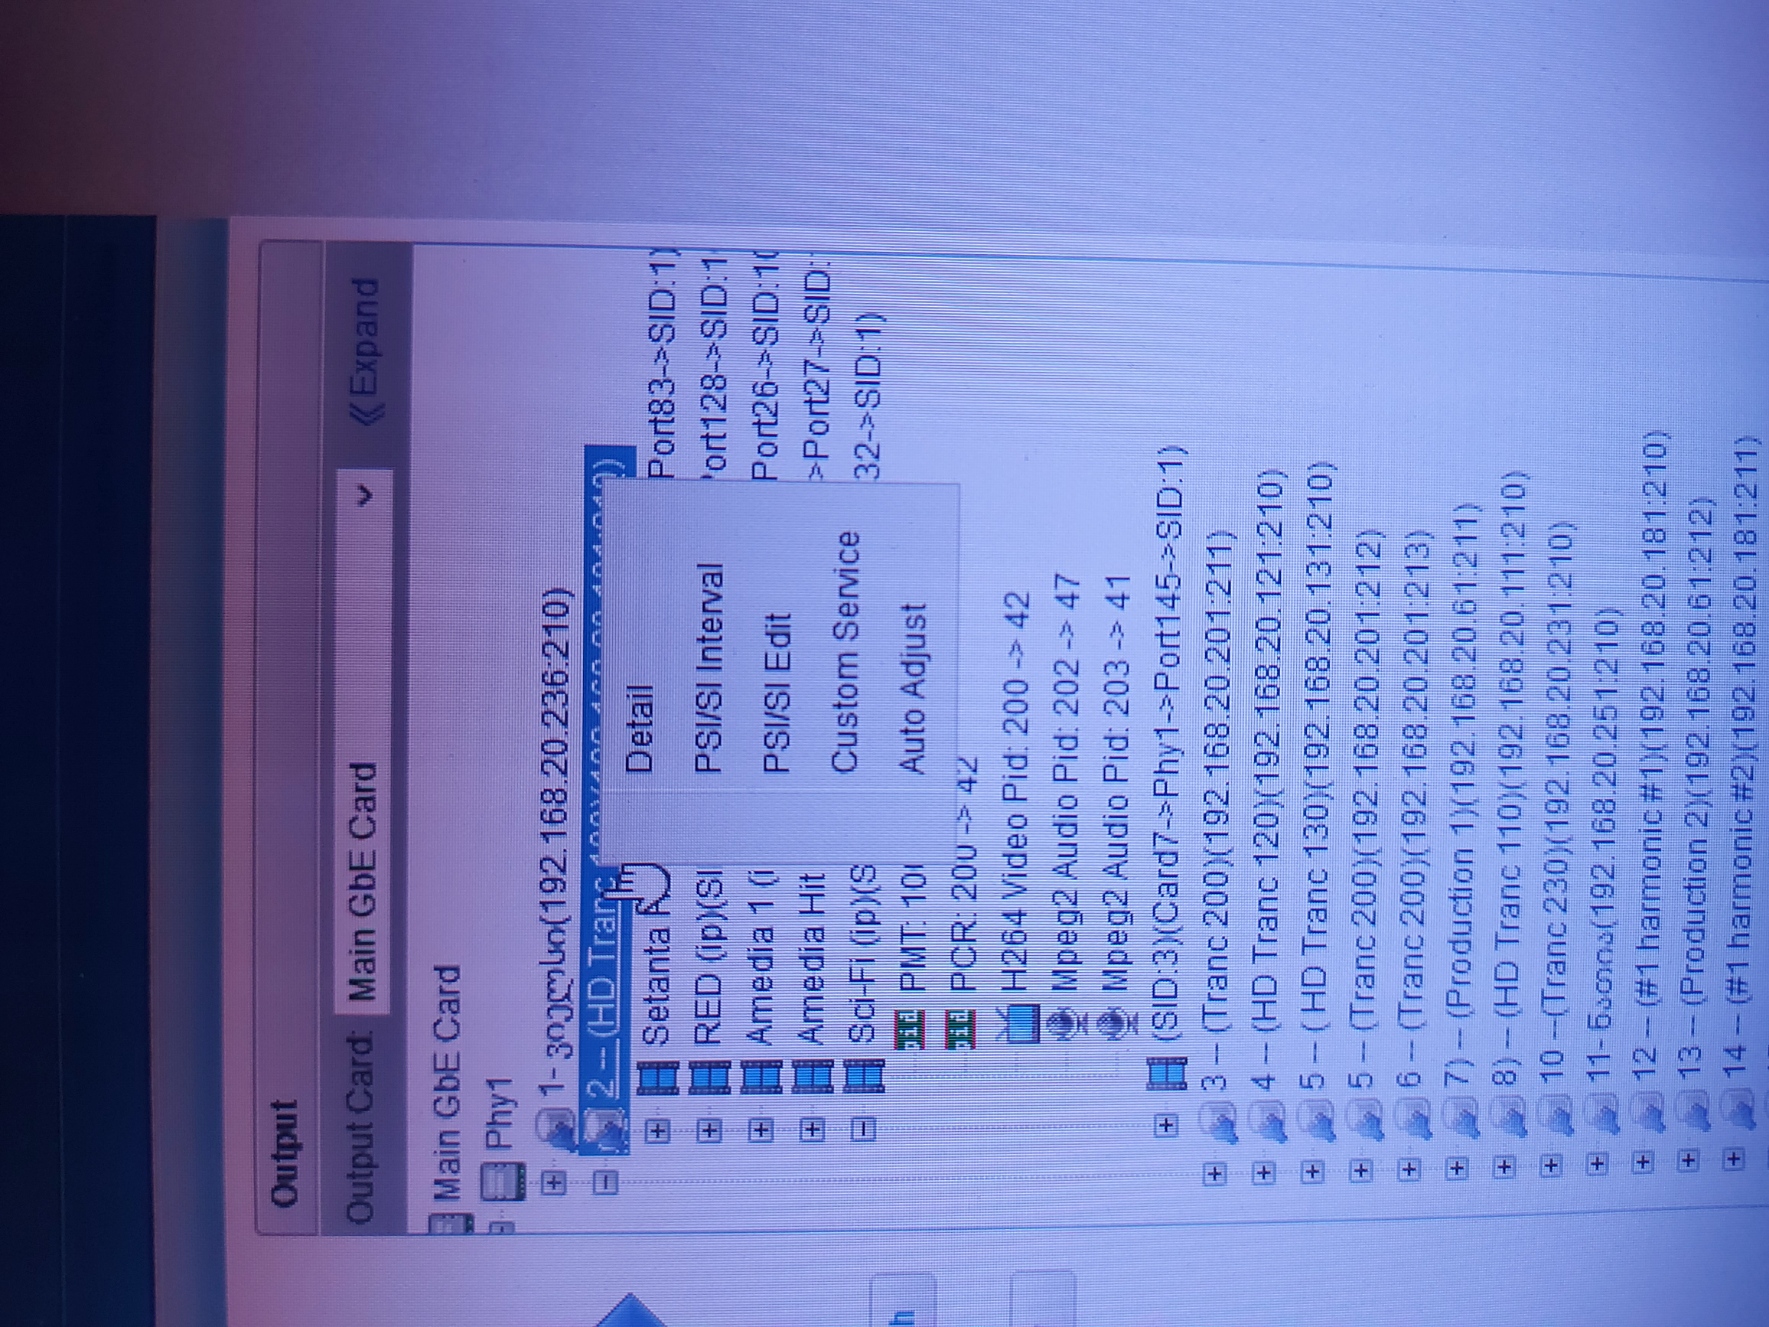 Output
Output Card: Main GbE Card Expand
Main GbE Card
Phy1
1- ვიელსი(192.168.20.236:210)
2 -- (HD Tranc
Detail
Setanta Port83->SID:1)
PSI/SI Interval
RED (ip)(SI ort128->SID:1
PSI/SI Edit
Amedia 1 (i Port26->SID:10
Amedia Hit >Port27->SID:
Custom Service
Sci-Fi (ip)(S 32->SID:1)
Auto Adjust
PMT: 10
PCR: 200 -> 42
H264 Video Pid: 200 -> 42
Mpeg2 Audio Pid: 202 -> 47
Mpeg2 Audio Pid: 203 -> 41
(SID:3)(Card7->Phy1->Port145->SID:1)
3 -- (Tranc 200)(192.168.20.201:211)
4 -- (HD Tranc 120)(192.168.20.121:210)
5 -- ( HD Tranc 130)(192.168.20.131:210)
5 -- (Tranc 200)(192.168.20.201:212)
6 -- (Tranc 200)(192.168.20.201:213)
7) -- (Production 1)(192.168.20.61:211)
8) -- (HD Tranc 110)(192.168.20.111:210)
10 --(Tranc 230)(192.168.20.231:210)
11- ნათია(192.168.20.251:210)
12 -- (#1 harmonic #1)(192.168.20.181:210)
13 -- (Production 2)(192.168.20.61:212)
14 -- (#1 harmonic #2)(192.168.20.181:211)